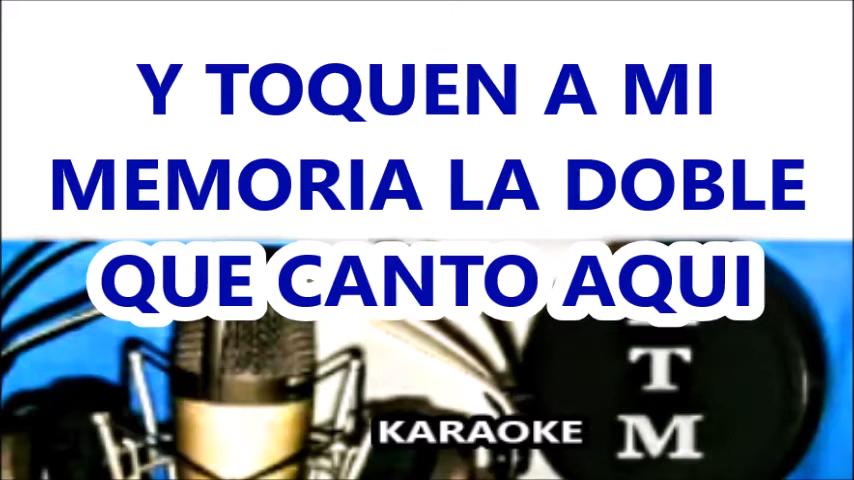 Y TOQUEN A MI
MEMORIA LA DOBLE
QUE CANTO AQUI
T
M
KARAOKE